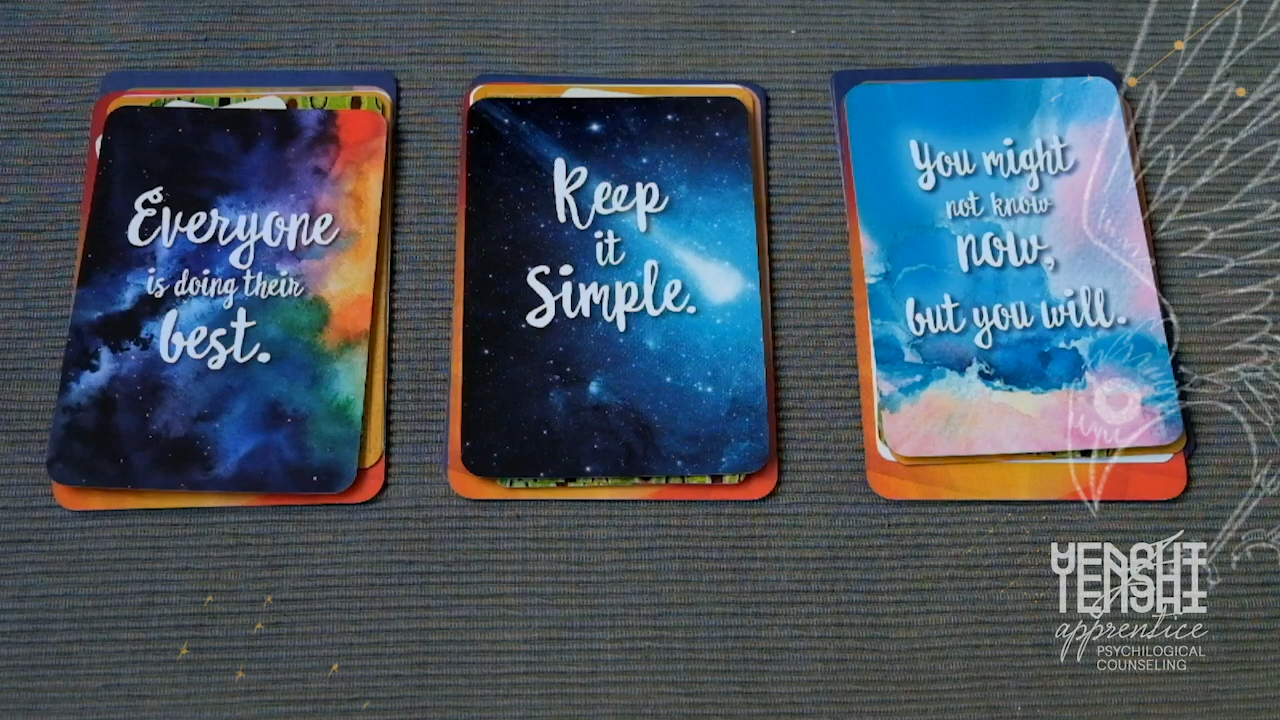 Everyone
is doing their
best.
Keep
it
Simple.
You might
not know
now,
but you will.
YENSHI
apprentice
PSYCHILOGICAL
COUNSELING